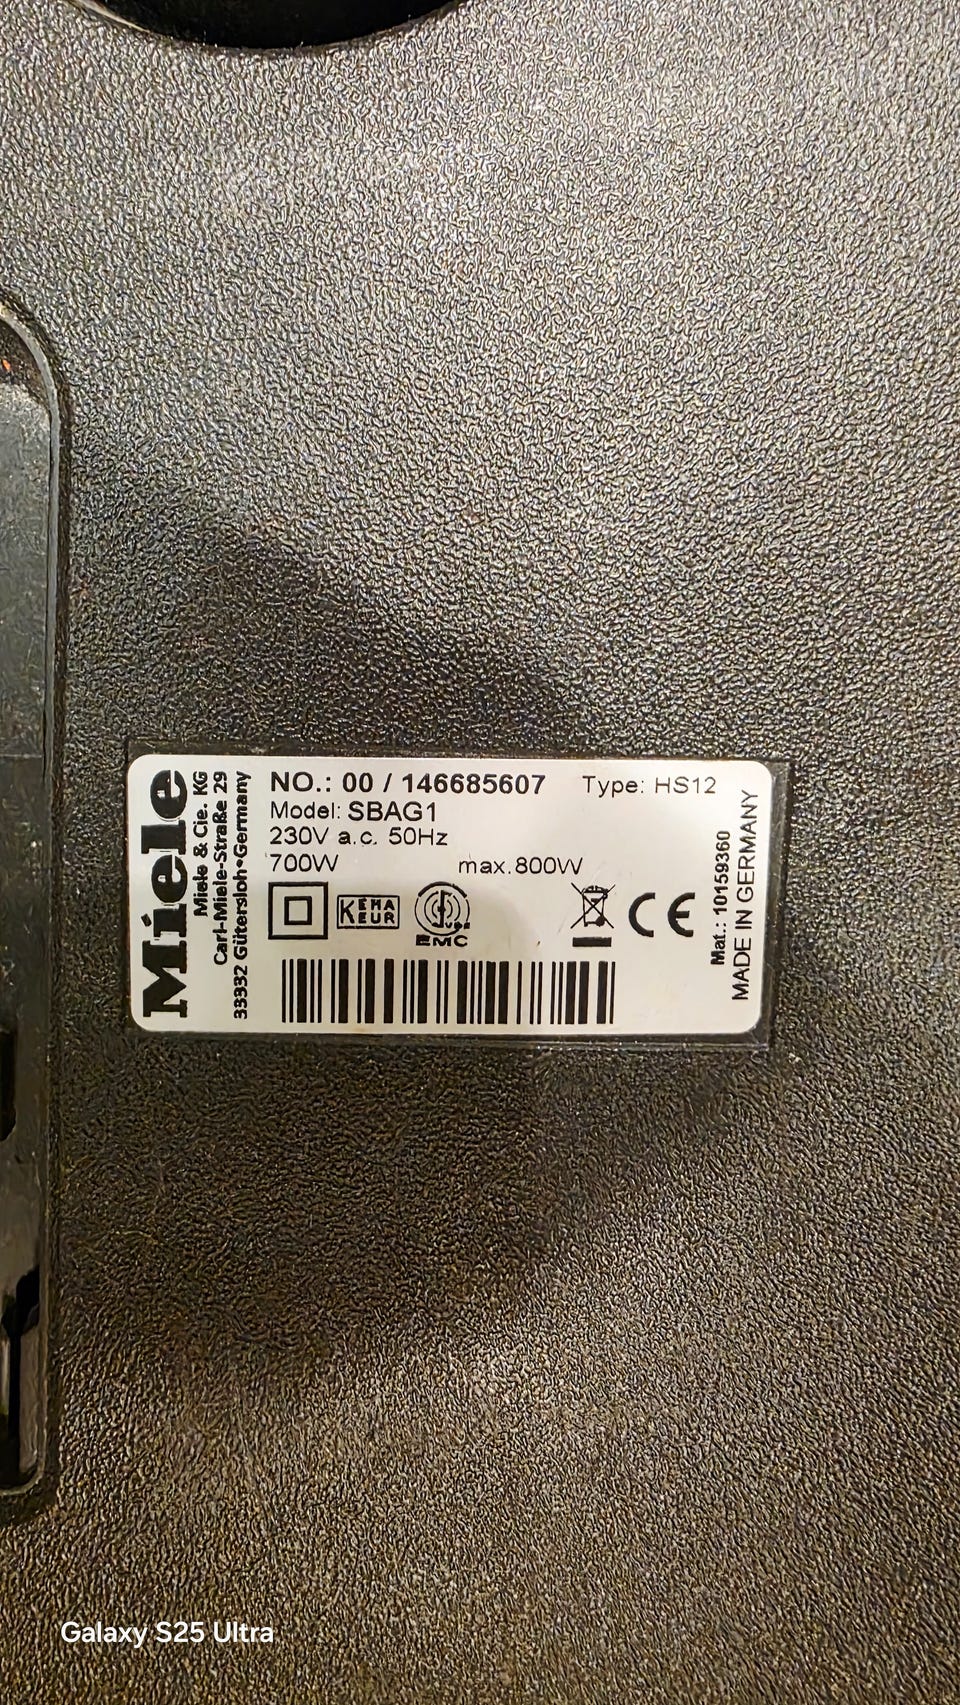 Miele
Miele & Cie. KG
Carl-Miele-Straße 29
33332 Gütersloh•Germany
NO.: 00 / 146685607 Type: HS12
Model: SBAG1
230V a.c. 50Hz
700W max.800W
KEMA
KEUR
EMC
CE
Mat.: 10159360
MADE IN GERMANY
Galaxy S25 Ultra